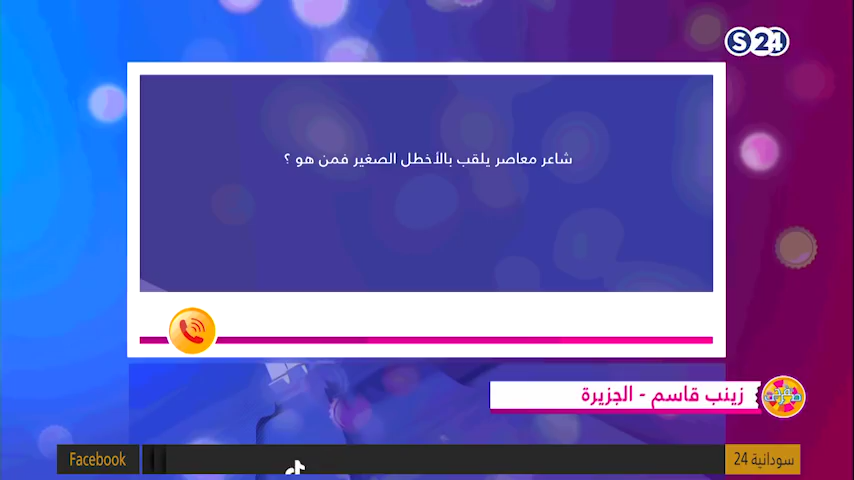 S24
شاعر معاصر يلقب بالأخطل الصغير فمن هو ؟
زينب قاسم - الجزيرة
Facebook
سودانية 24